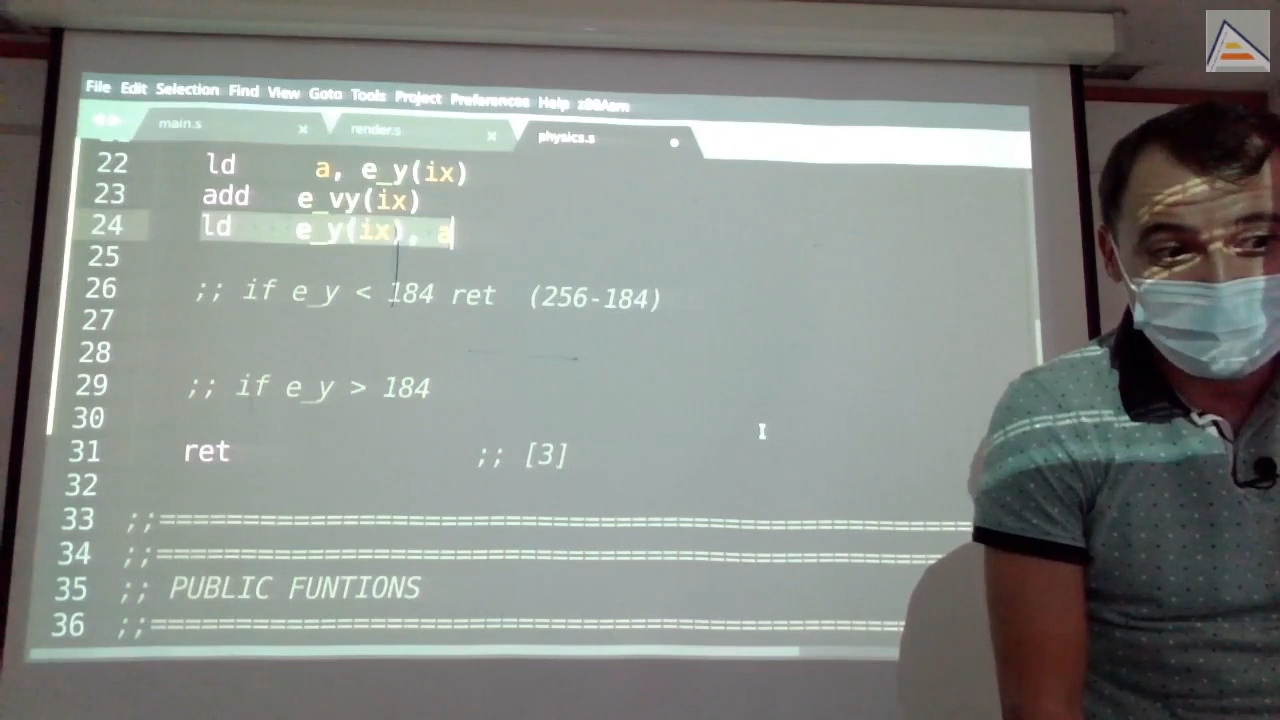 File Edit Selection Find View Goto Tools Project Preferences Help z80Asm
main.s × render.s × physics.s
22 ld a, e_y(ix)
23 add e_vy(ix)
24 ld e_y(ix), a
25
26 ;; if e_y < 184 ret (256-184)
27
28
29 ;; if e_y > 184
30
31 ret ;; [3]
32
33 ;;==================================================
34 ;;==================================================
35 ;; PUBLIC FUNTIONS
36 ;;==================================================